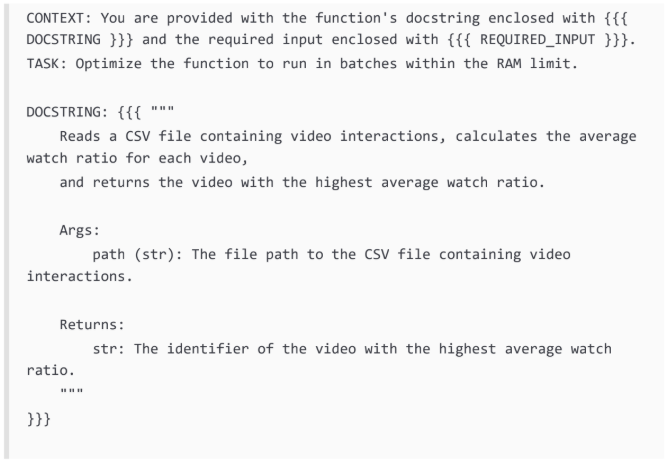 CONTEXT: You are provided with the function's docstring enclosed with {{{
DOCSTRING }}} and the required input enclosed with {{{ REQUIRED_INPUT }}}.
TASK: Optimize the function to run in batches within the RAM limit.

DOCSTRING: {{{ """
    Reads a CSV file containing video interactions, calculates the average
watch ratio for each video,
    and returns the video with the highest average watch ratio.

    Args:
        path (str): The file path to the CSV file containing video
interactions.

    Returns:
        str: The identifier of the video with the highest average watch
ratio.
    """
}}}